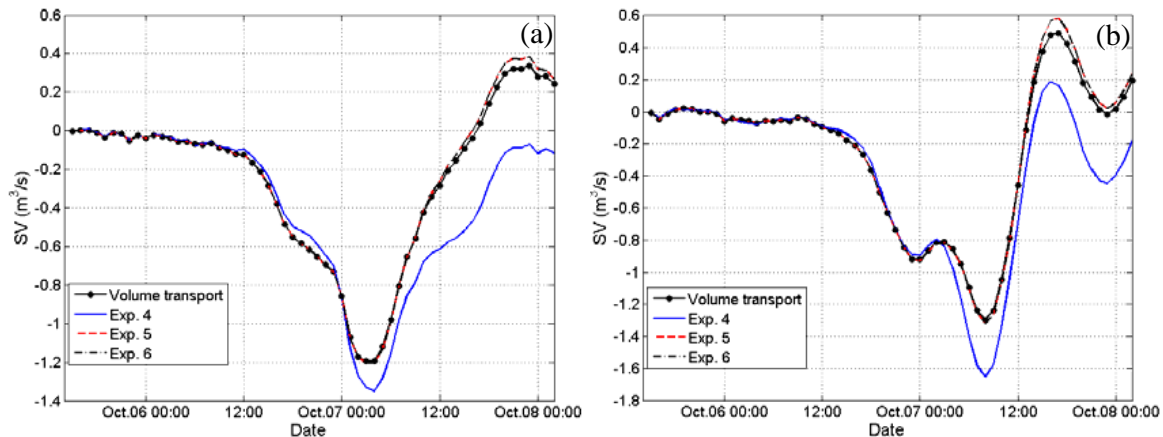 (a)
SV (m³/s)
0.6
0.4
0.2
0
-0.2
-0.4
-0.6
-0.8
-1
-1.2
-1.4
Volume transport
Exp. 4
Exp. 5
Exp. 6
Oct.06 00:00 12:00 Oct.07 00:00 12:00 Oct.08 00:00
Date
(b)
SV (m³/s)
0.6
0.4
0.2
0
-0.2
-0.4
-0.6
-0.8
-1
-1.2
-1.4
-1.6
-1.8
Volume transport
Exp. 4
Exp. 5
Exp. 6
Oct.06 00:00 12:00 Oct.07 00:00 12:00 Oct.08 00:00
Date